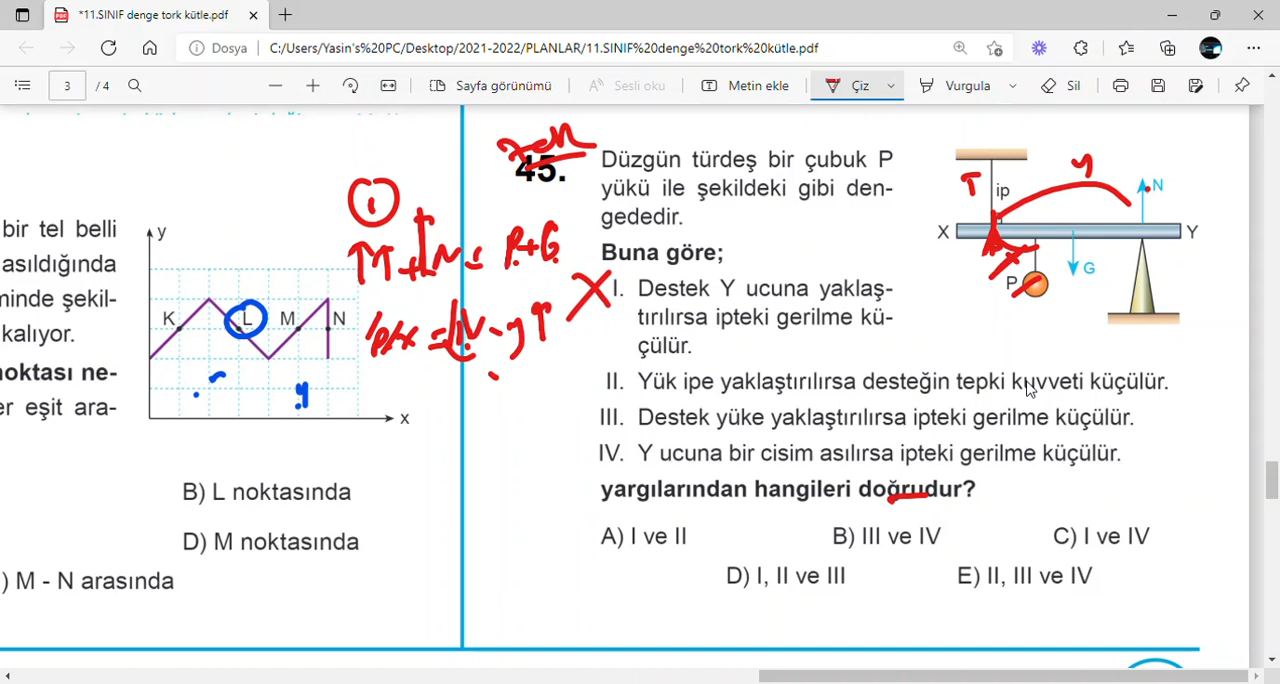 *11.SINIF denge tork kütle.pdf
Dosya
C:/Users/Yasin's%20PC/Desktop/2021-2022/PLANLAR/11.SINIF%20denge%20tork%20kütle.pdf
3 / 4
Sayfa görünümü
Sesli oku
Metin ekle
Çiz
Vurgula
Sil
bir tel belli
asıldığında
minde şekil-
kalıyor.
noktası ne-
er eşit ara-
y
K
L
M
N
x
y
B) L noktasında
D) M noktasında
) M - N arasında
1
P+G
45.
Düzgün türdeş bir çubuk P
yükü ile şekildeki gibi den-
gededir.
Buna göre;
I. Destek Y ucuna yaklaş-
tırılırsa ipteki gerilme kü-
çülür.
II. Yük ipe yaklaştırılırsa desteğin tepki kuvveti küçülür.
III. Destek yüke yaklaştırılırsa ipteki gerilme küçülür.
IV. Y ucuna bir cisim asılırsa ipteki gerilme küçülür.
yargılarından hangileri doğrudur?
A) I ve II
B) III ve IV
C) I ve IV
D) I, II ve III
E) II, III ve IV
y
T
ip
N
X
Y
P
G